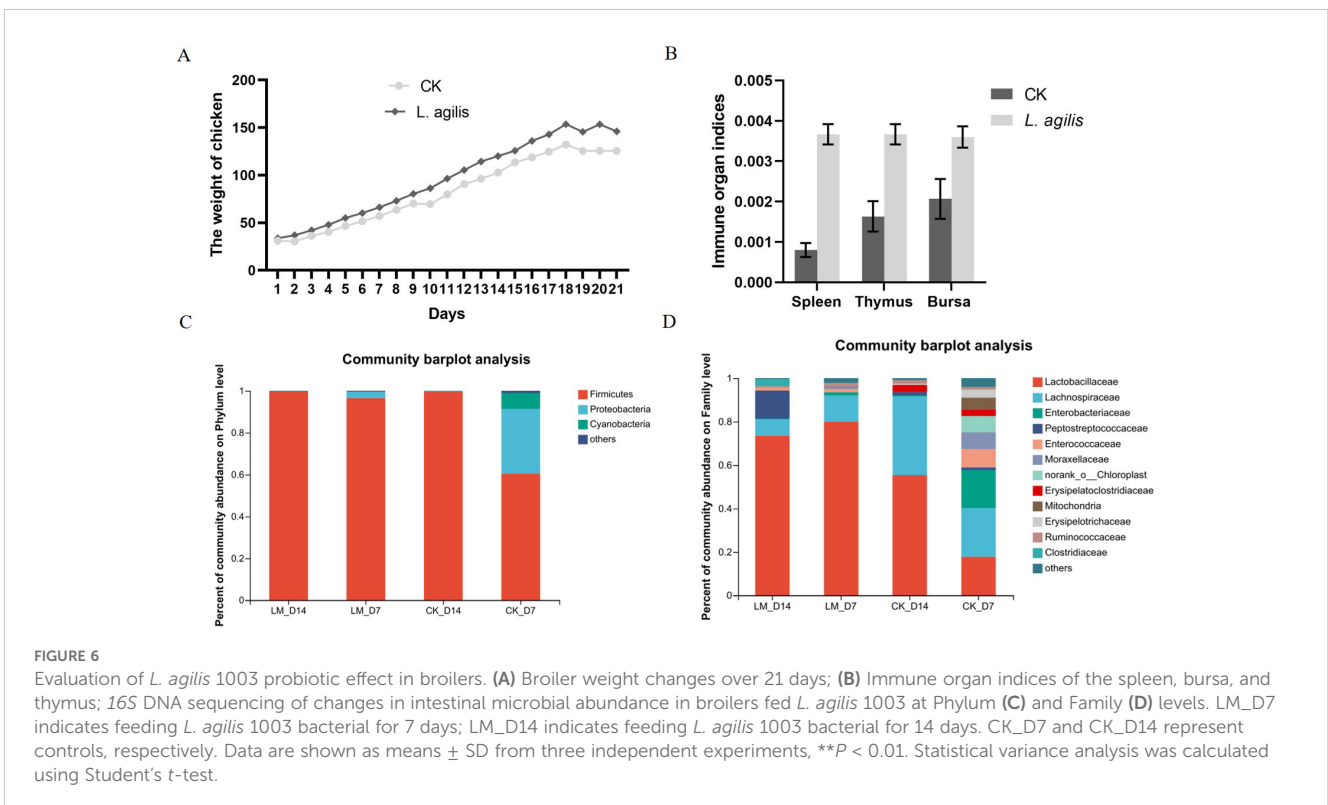 A
The weight of chicken
200
150
100
50
0
CK
L. agilis
1 2 3 4 5 6 7 8 9 10 11 12 13 14 15 16 17 18 19 20 21
Days
B
Immune organ indices
0.005
0.004
0.003
0.002
0.001
0.000
CK
L. agilis
Spleen Thymus Bursa
C
Community barplot analysis
Percent of community abundance on Phylum level
1
0.8
0.6
0.4
0.2
0
LM_D14 LM_D7 CK_D14 CK_D7
Firmicutes
Proteobacteria
Cyanobacteria
others
D
Community barplot analysis
Percent of community abundance on Family level
1
0.8
0.6
0.4
0.2
0
LM_D14 LM_D7 CK_D14 CK_D7
Lactobacillaceae
Lachnospiraceae
Enterobacteriaceae
Peptostreptococcaceae
Enterococcaceae
Moraxellaceae
norank_o__Chloroplast
Erysipelatoclostridiaceae
Mitochondria
Erysipelotrichaceae
Ruminococcaceae
Clostridiaceae
others
FIGURE 6
Evaluation of L. agilis 1003 probiotic effect in broilers. (A) Broiler weight changes over 21 days; (B) Immune organ indices of the spleen, bursa, and
thymus; 16S DNA sequencing of changes in intestinal microbial abundance in broilers fed L. agilis 1003 at Phylum (C) and Family (D) levels. LM_D7
indicates feeding L. agilis 1003 bacterial for 7 days; LM_D14 indicates feeding L. agilis 1003 bacterial for 14 days. CK_D7 and CK_D14 represent
controls, respectively. Data are shown as means ± SD from three independent experiments, **P < 0.01. Statistical variance analysis was calculated
using Student's t-test.